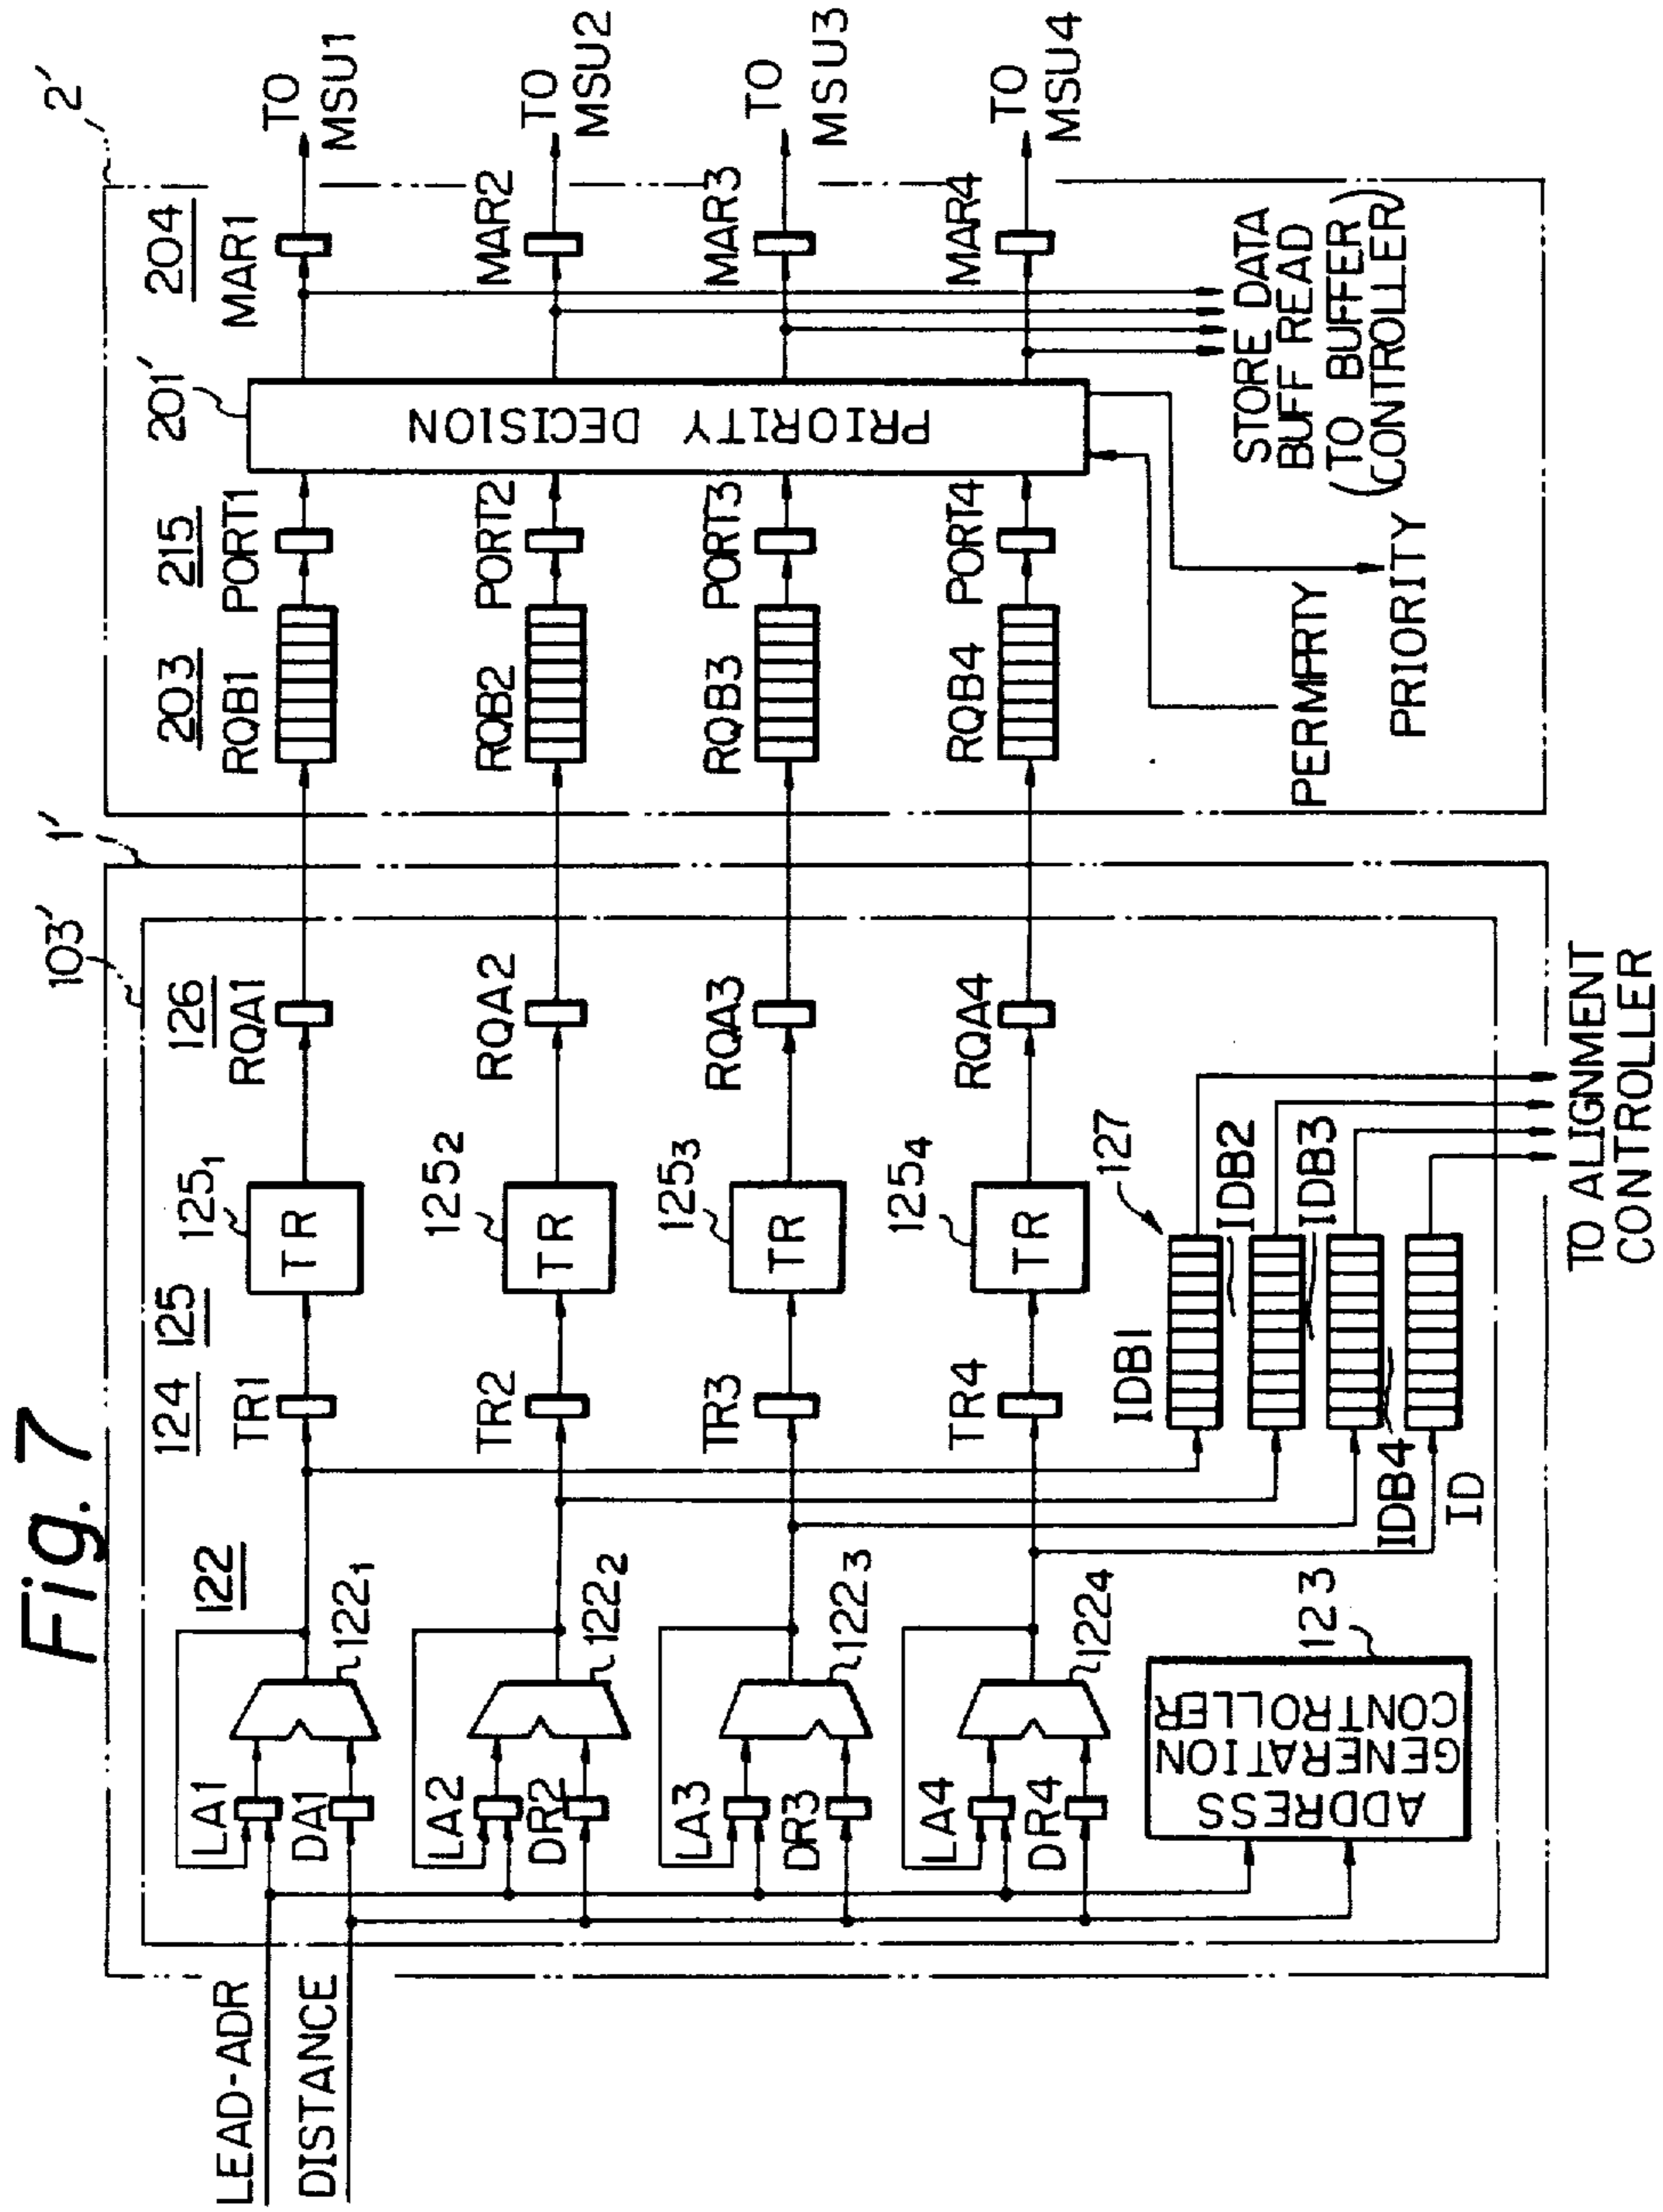 Fig. 7
LEAD-ADR
DISTANCE
103'
1'
2'
122
124
125
126
203
215
204
LA1
DA1
122₁
TR1
125₁
TR
RQA1
RQB1
PORT1
201'
PRIORITY DECISION
MAR1
TO
MSU1
LA2
DR2
122₂
TR2
125₂
TR
RQA2
RQB2
PORT2
MAR2
TO
MSU2
LA3
DR3
122₃
TR3
125₃
TR
RQA3
RQB3
PORT3
MAR3
TO
MSU3
LA4
DR4
122₄
TR4
125₄
TR
RQA4
RQB4
PORT4
MAR4
TO
MSU4
ADDRESS
GENERATION
CONTROLLER
123
IDB1
127
IDB2
IDB3
IDB4
ID
TO ALIGNMENT
CONTROLLER
PERMPRTY
PRIORITY
STORE DATA
BUFF READ
(TO BUFFER
CONTROLLER)